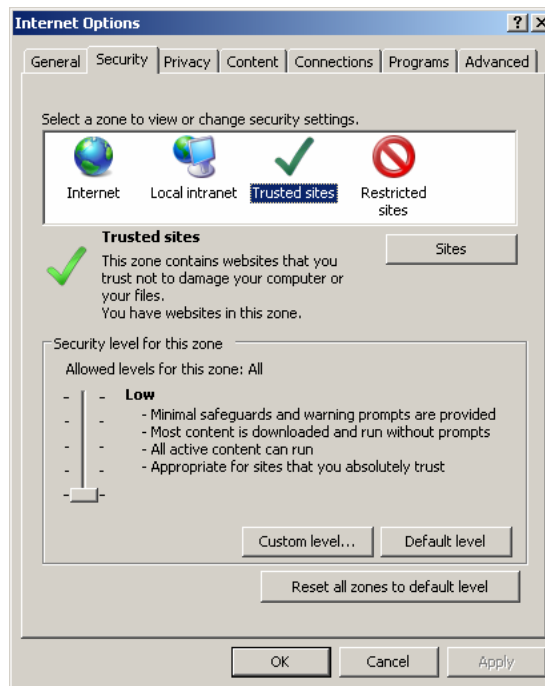 Internet Options
General Security Privacy Content Connections Programs Advanced
Select a zone to view or change security settings.
Internet Local intranet Trusted sites Restricted
sites
Trusted sites
Sites
This zone contains websites that you
trust not to damage your computer or
your files.
You have websites in this zone.
Security level for this zone
Allowed levels for this zone: All
Low
- Minimal safeguards and warning prompts are provided
- Most content is downloaded and run without prompts
- All active content can run
- Appropriate for sites that you absolutely trust
Custom level... Default level
Reset all zones to default level
OK Cancel Apply